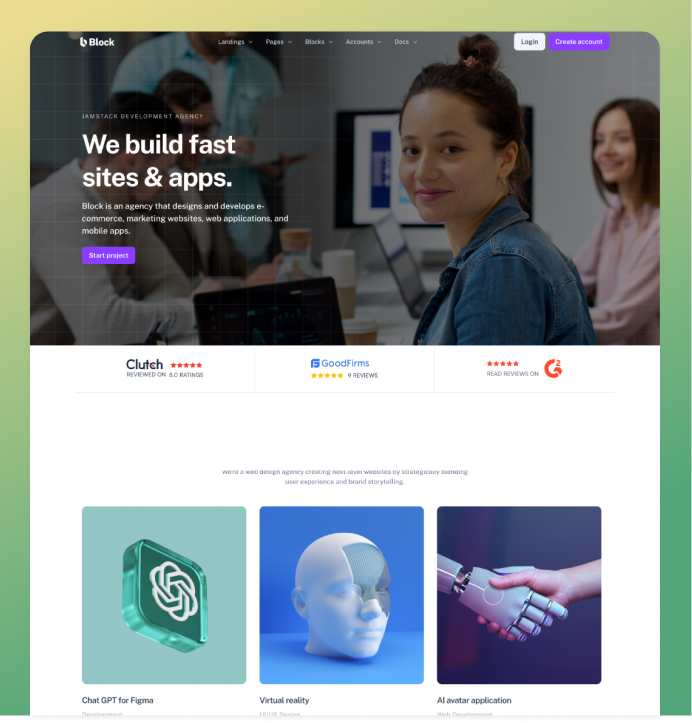 Block
Landings Pages Blocks Accounts Docs
Login Create account
JAMSTACK DEVELOPMENT AGENCY
We build fast
sites & apps.
Block is an agency that designs and develops e-
commerce, marketing websites, web applications, and
mobile apps.
Start project
Clutch
REVIEWED ON 5.0 RATINGS
GoodFirms
9 REVIEWS
READ REVIEWS ON G2
We're a web design agency creating next-level websites by strategically blending
user experience and brand storytelling.
Chat GPT for Figma
Virtual reality
AI avatar application
Development
UI/UX Design
Web Development